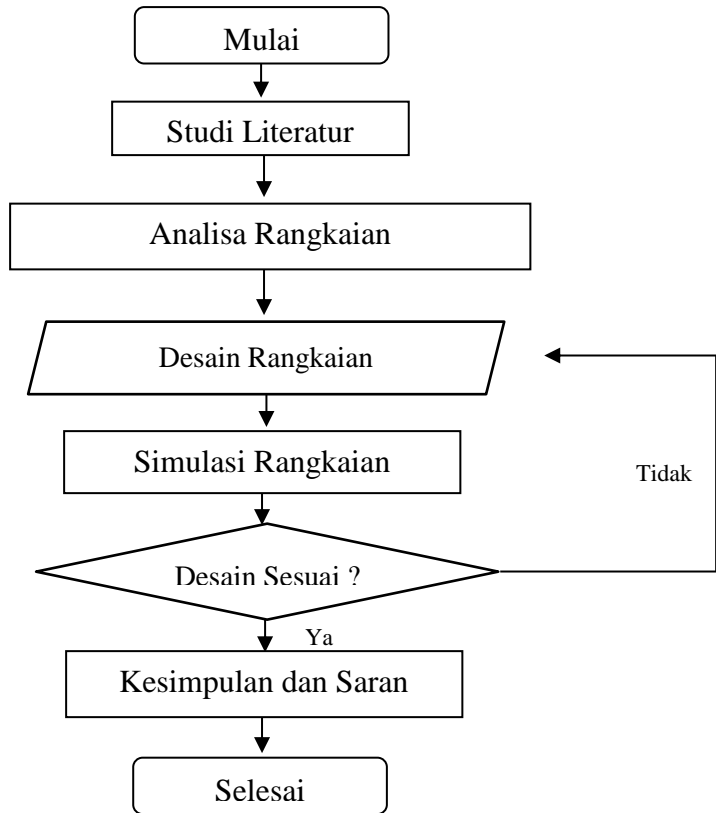 Mulai
Studi Literatur
Analisa Rangkaian
Desain Rangkaian
Simulasi Rangkaian
Tidak
Desain Sesuai ?
Ya
Kesimpulan dan Saran
Selesai